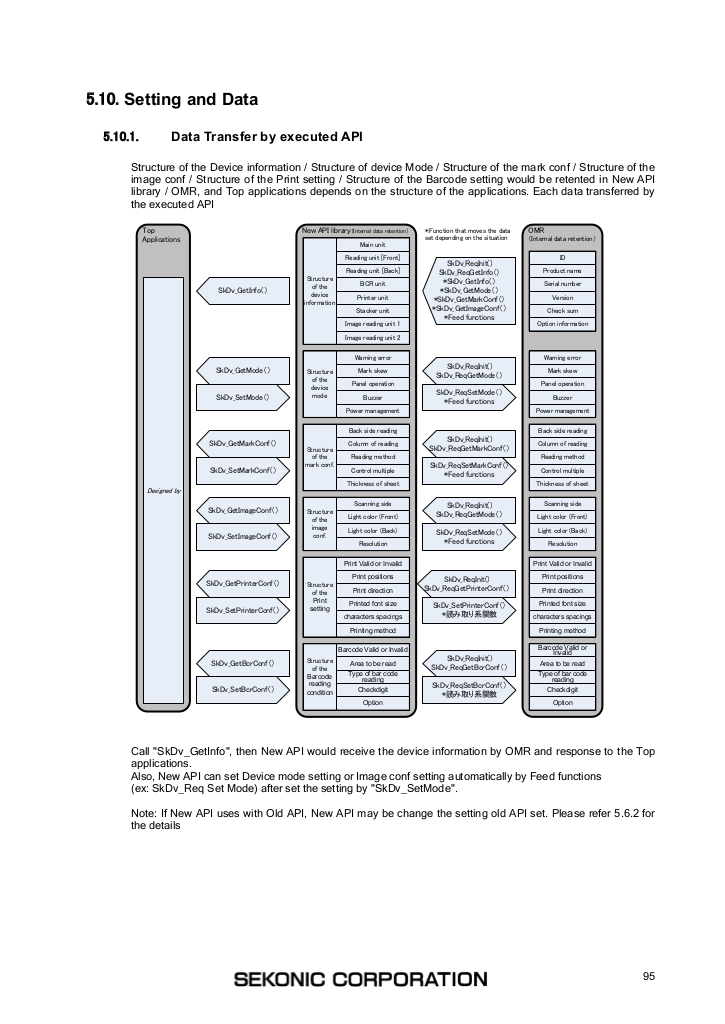 5.10. Setting and Data
5.10.1. Data Transfer by executed API
Structure of the Device information / Structure of device Mode / Structure of the mark conf / Structure of the
image conf / Structure of the Print setting / Structure of the Barcode setting would be retented in New API
library / OMR, and Top applications depends on the structure of the applications. Each data transferred by
the executed API
Top
Applications
Designed by
SkDv_GetInfo()
SkDv_GetMode()
SkDv_SetMode()
SkDv_GetMarkConf()
SkDv_SetMarkConf()
SkDv_GetImageConf()
SkDv_SetImageConf()
SkDv_GetPrinterConf()
SkDv_SetPrinterConf()
SkDv_GetBcrConf()
SkDv_SetBcrConf()
New API library(Internal data retention)
Structure
of the
device
information
Main unit
Reading unit [Front]
Reading unit [Back]
BCR unit
Printer unit
Stacker unit
Image reading unit 1
Image reading unit 2
Structure
of the
device
mode
Warning error
Mark skew
Panel operation
Buzzer
Power management
Structure
of the
mark conf.
Back side reading
Column of reading
Reading method
Control multiple
Thickness of sheet
Structure
of the
image
conf.
Scanning side
Light color (Front)
Light color (Back)
Resolution
Structure
of the
Print
setting
Print Valid or Invalid
Print positions
Print direction
Printed font size
characters spacings
Printing method
Structure
of the
Barcode
reading
condition
Barcode Valid or Invalid
Area to be read
Type of bar code
reading
Checkdigit
Option
*Function that moves the data
set depending on the situation
SkDv_ReqInit()
SkDv_ReqGetInfo()
*SkDv_GetInfo()
*SkDv_GetMode()
*SkDv_GetMarkConf()
*SkDv_GetImageConf()
*Feed functions
SkDv_ReqInit()
SkDv_ReqGetMode()
SkDv_ReqSetMode()
*Feed functions
SkDv_ReqInit()
SkDv_ReqGetMarkConf()
SkDv_ReqSetMarkConf()
*Feed functions
SkDv_ReqInit()
SkDv_ReqGetMode()
SkDv_ReqSetMode()
*Feed functions
SkDv_ReqInit()
SkDv_ReqGetPrinterConf()
SkDv_SetPrinterConf()
*読み取り系関数
SkDv_ReqInit()
SkDv_ReqGetBcrConf()
SkDv_ReqSetBcrConf()
*読み取り系関数
OMR
(Internal data retention)
ID
Product name
Serial number
Version
Check sum
Option information
Warning error
Mark skew
Panel operation
Buzzer
Power management
Back side reading
Column of reading
Reading method
Control multiple
Thickness of sheet
Scanning side
Light color (Front)
Light color (Back)
Resolution
Print Valid or Invalid
Print positions
Print direction
Printed font size
characters spacings
Printing method
Barcode Valid or
Invalid
Area to be read
Type of bar code
reading
Checkdigit
Option
Call "SkDv_GetInfo", then New API would receive the device information by OMR and response to the Top
applications.
Also, New API can set Device mode setting or Image conf setting automatically by Feed functions
(ex: SkDv_Req Set Mode) after set the setting by "SkDv_SetMode".
Note: If New API uses with Old API, New API may be change the setting old API set. Please refer 5.6.2 for
the details
SEKONIC CORPORATION
95